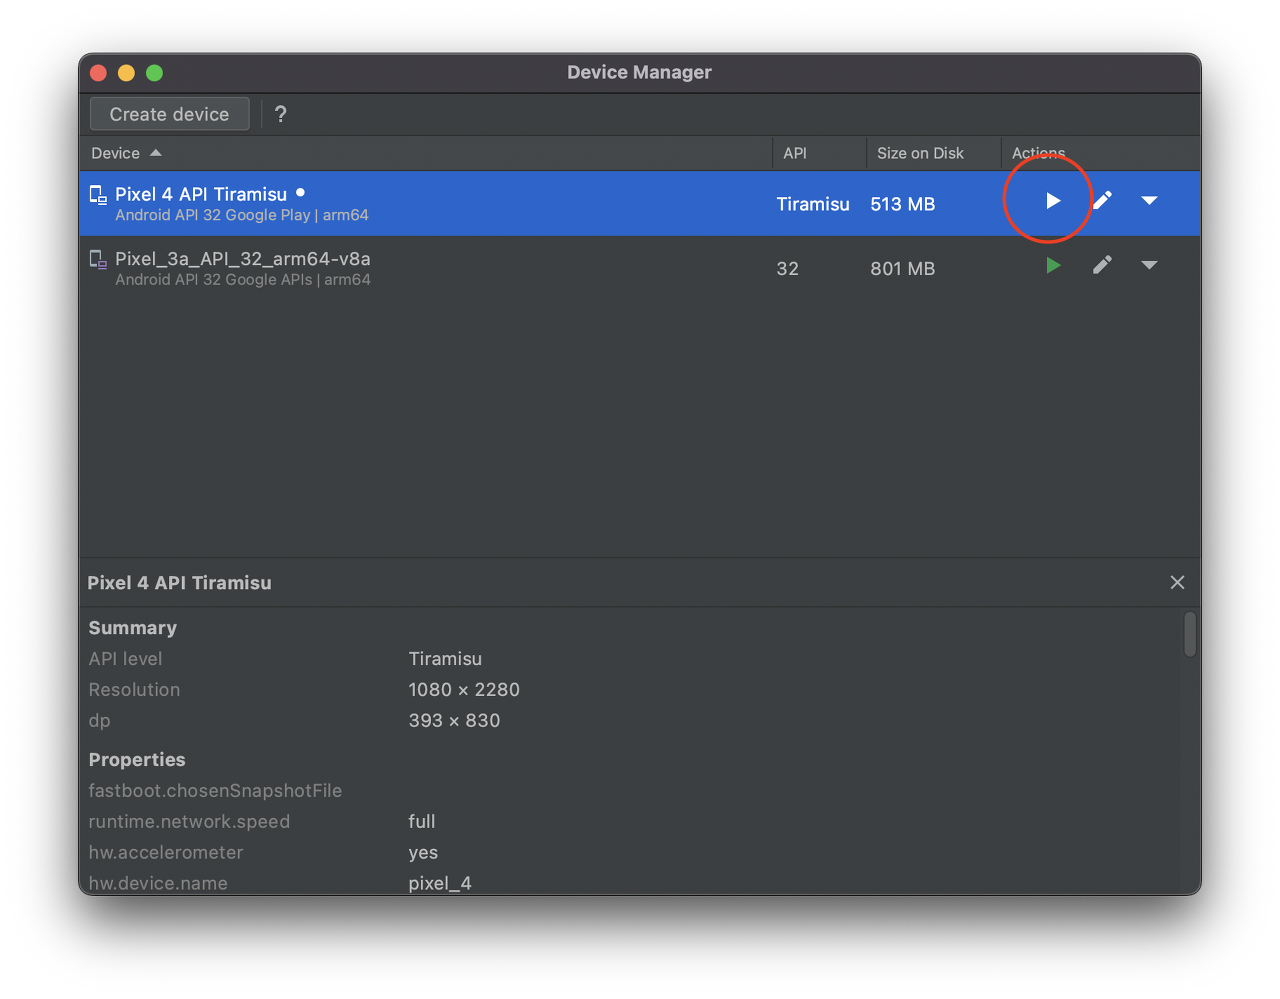 Device Manager
Create device ?
Device API Size on Disk Actions
Pixel 4 API Tiramisu
Android API 32 Google Play | arm64
Tiramisu 513 MB
Pixel_3a_API_32_arm64-v8a
Android API 32 Google APIs | arm64
32 801 MB
Pixel 4 API Tiramisu
Summary
API level Tiramisu
Resolution 1080 × 2280
dp 393 × 830
Properties
fastboot.chosenSnapshotFile
runtime.network.speed full
hw.accelerometer yes
hw.device.name pixel_4